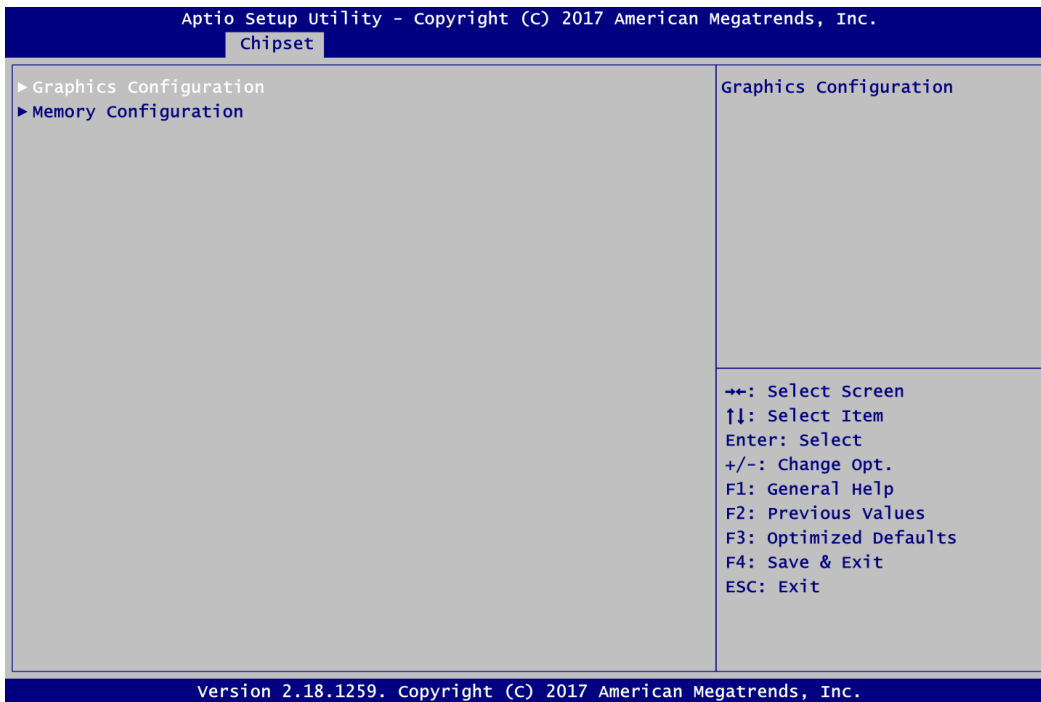 Aptio Setup Utility - Copyright (C) 2017 American Megatrends, Inc.
Chipset
►Graphics Configuration
►Memory Configuration
Graphics Configuration
→←: Select Screen
↑↓: Select Item
Enter: Select
+/-: Change Opt.
F1: General Help
F2: Previous Values
F3: Optimized Defaults
F4: Save & Exit
ESC: Exit
Version 2.18.1259. Copyright (C) 2017 American Megatrends, Inc.